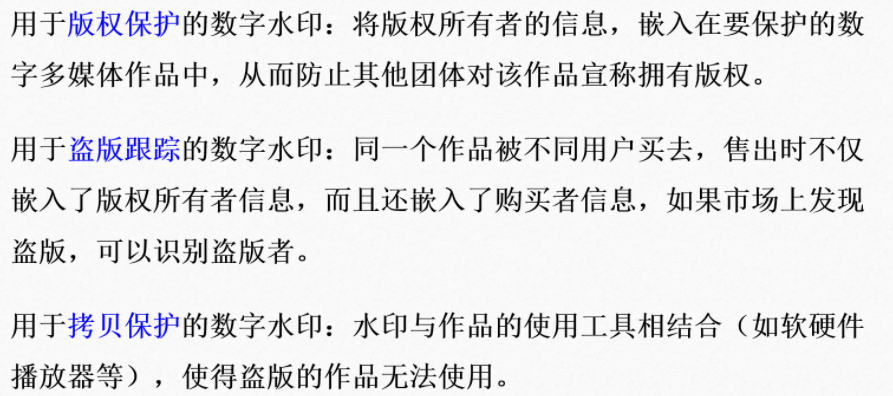 用于版权保护的数字水印：将版权所有者的信息，嵌入在要保护的数
字多媒体作品中，从而防止其他团体对该作品宣称拥有版权。
用于盗版跟踪的数字水印：同一个作品被不同用户买去，售出时不仅
嵌入了版权所有者信息，而且还嵌入了购买者信息，如果市场上发现
盗版，可以识别盗版者。
用于拷贝保护的数字水印：水印与作品的使用工具相结合（如软硬件
播放器等），使得盗版的作品无法使用。